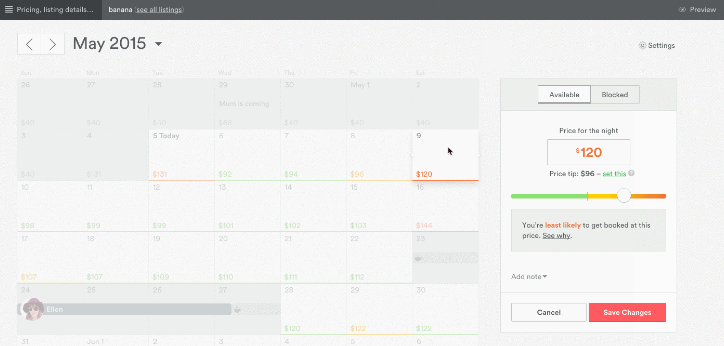 Pricing, listing details... banana (see all listings) Preview
May 2015 Settings
Sun Mon Tue Wed Thu Fri Sat
26 27 28 29 30 May 1 2
Mom is coming
$40 $40 $40 $40 $40 $40 $40
3 4 5 Today 6 7 8 9
$40 $131 $131 $92 $94 $96 $120
10 11 12 13 14 15 16
$98 $99 $99 $101 $102 $103 $144
17 18 19 20 21 22 23
$107 $107 $109 $110 $111 $113
24 25 26 27 28 29 30
Ellen
$120 $122 $122
31 Jun 1 2 3 4 5 6
Available Blocked
Price for the night
$120
Price tip: $96 – set this ?
You're least likely to get booked at this
price. See why.
Add note
Cancel Save Changes